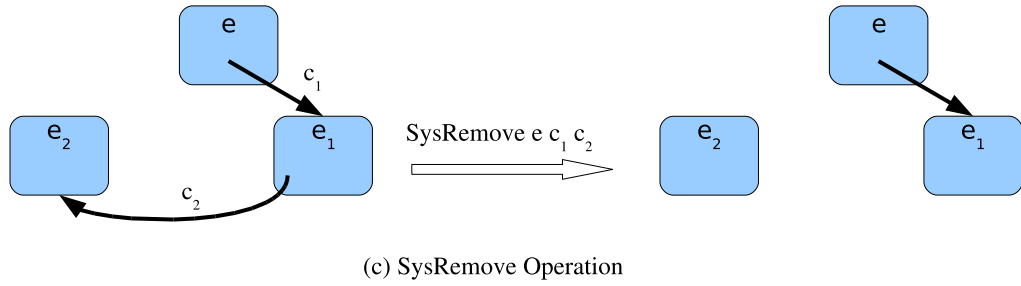 e
e
c₁
e₂
e₁
SysRemove e c₁ c₂
e₂
e₁
c₂
(c) SysRemove Operation